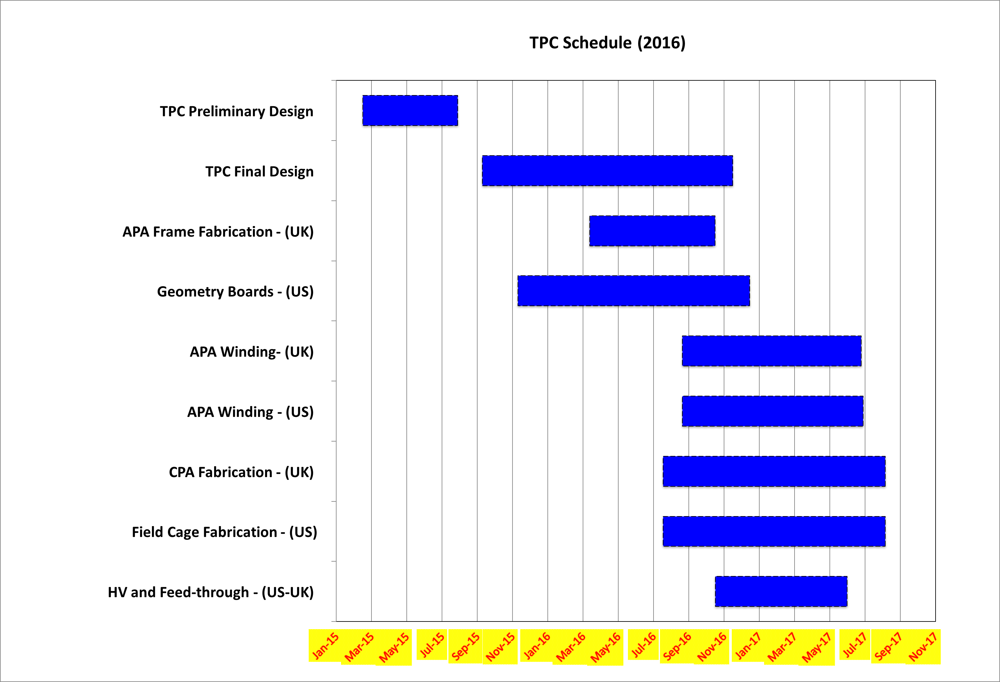 TPC Schedule (2016)
TPC Preliminary Design
TPC Final Design
APA Frame Fabrication - (UK)
Geometry Boards - (US)
APA Winding- (UK)
APA Winding - (US)
CPA Fabrication - (UK)
Field Cage Fabrication - (US)
HV and Feed-through - (US-UK)
Jan-15
Mar-15
May-15
Jul-15
Sep-15
Nov-15
Jan-16
Mar-16
May-16
Jul-16
Sep-16
Nov-16
Jan-17
Mar-17
May-17
Jul-17
Sep-17
Nov-17